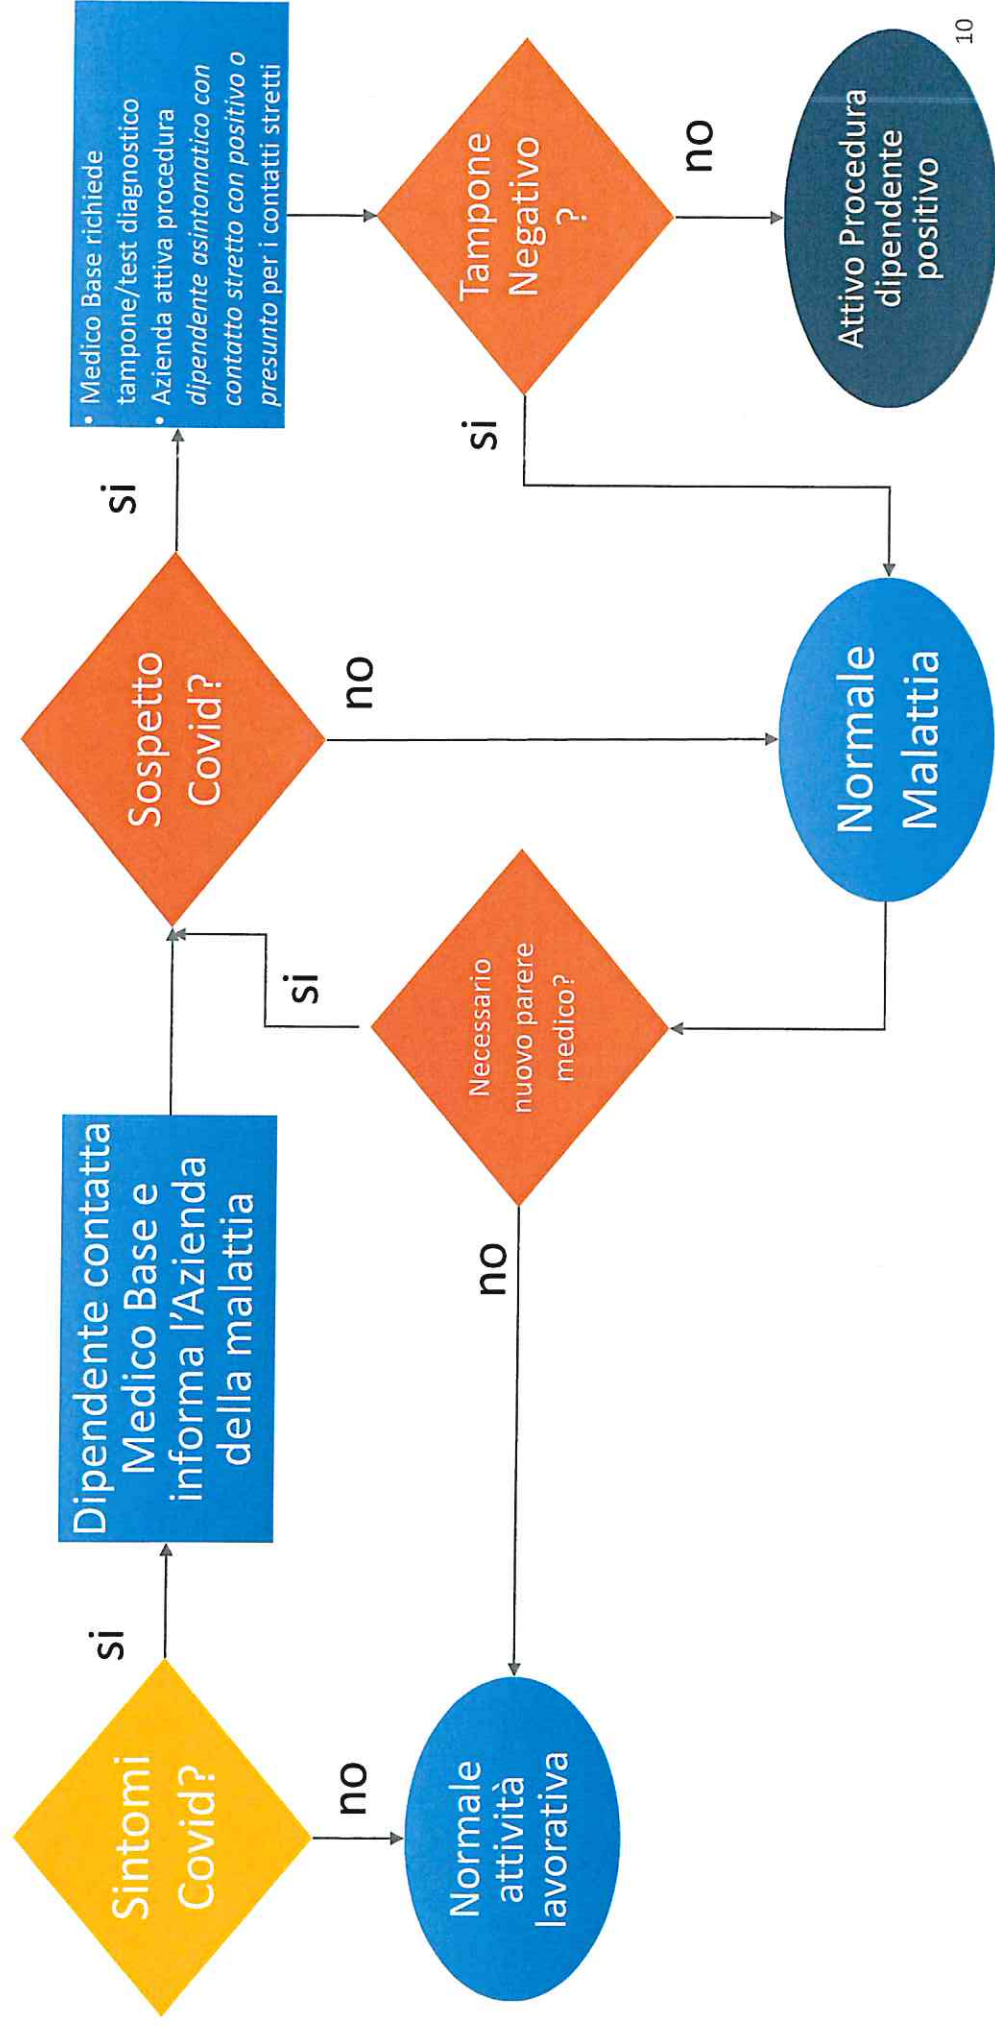 Sintomi
Covid?
si
no
Normale
attività
lavorativa
Dipendente contatta
Medico Base e
informa l'Azienda
della malattia
Sospetto
Covid?
si
no
• Medico Base richiede
tampone/test diagnostico
• Azienda attiva procedura
dipendente asintomatico con
contatto stretto con positivo o
presunto per i contatti stretti
Tampone
Negativo
?
si
no
Attivo Procedura
dipendente
positivo
Normale
Malattia
Necessario
nuovo parere
medico?
si
no
10